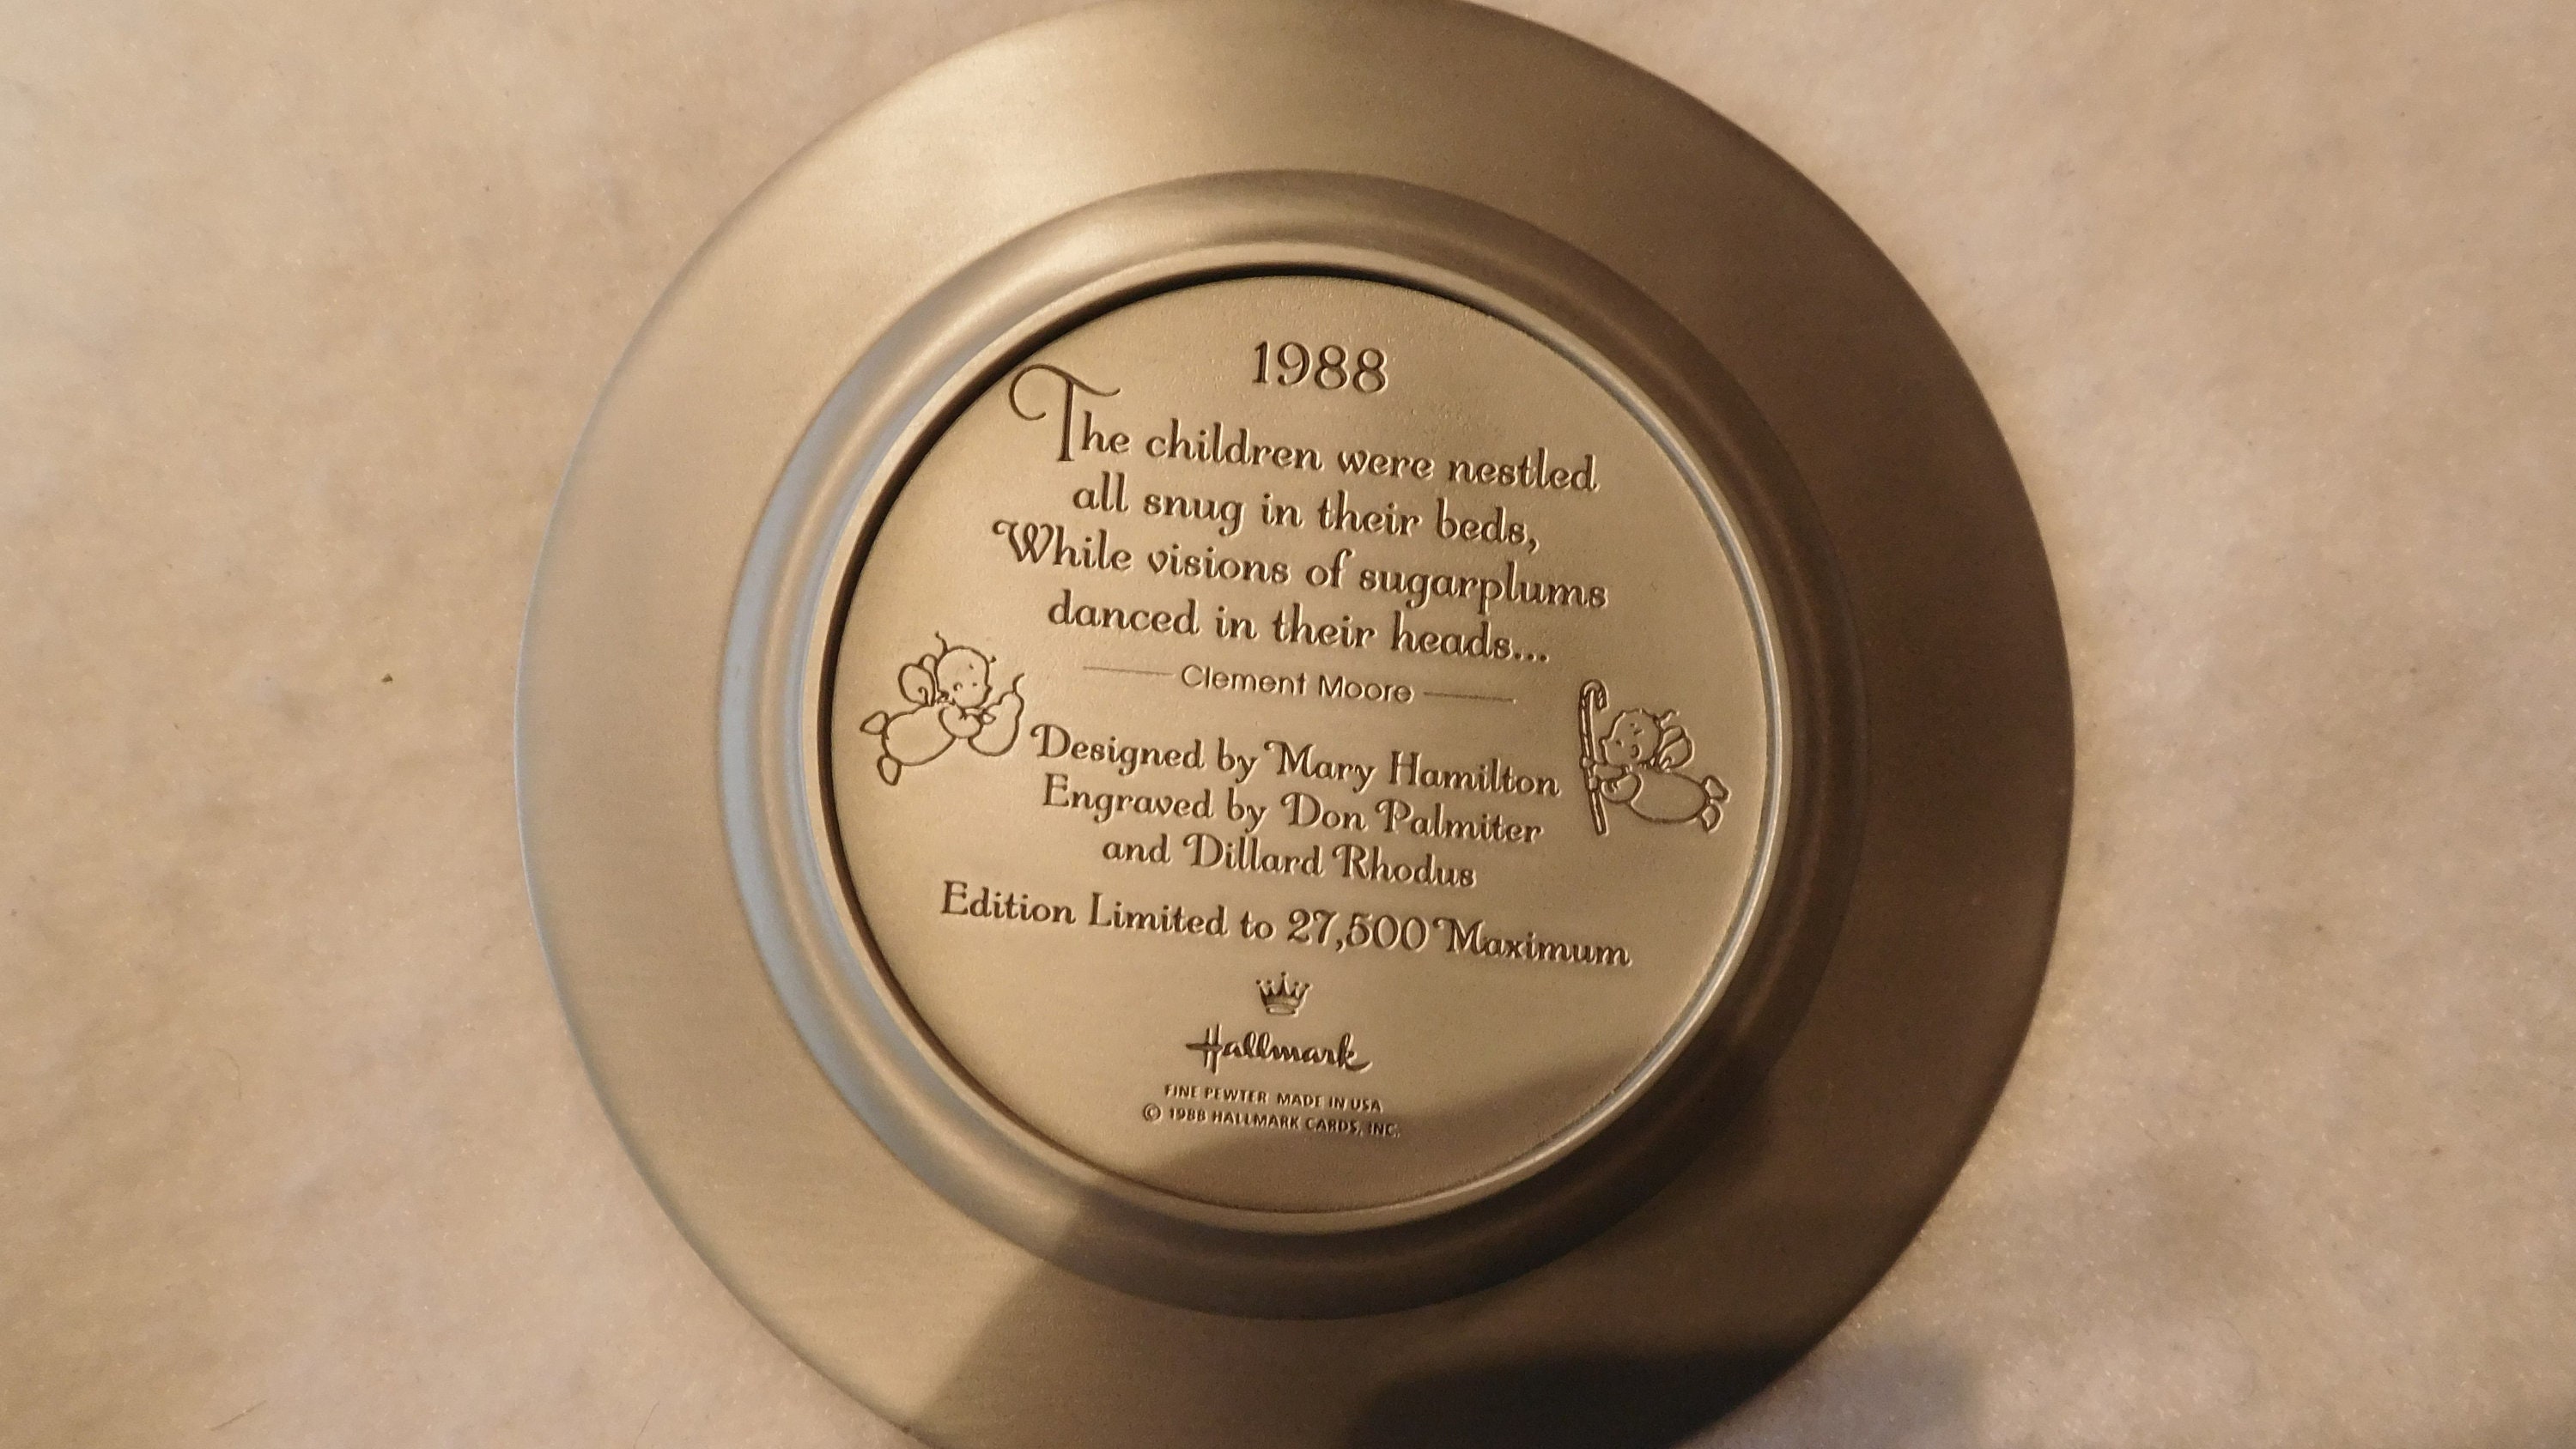 1988
The children were nestled
all snug in their beds,
While visions of sugarplums
danced in their heads...
Clement Moore
Designed by Mary Hamilton
Engraved by Don Palmiter
and Dillard Rhodus
Edition Limited to 27,500 Maximum
Hallmark
FINE PEWTER MADE IN USA
© 1988 HALLMARK CARDS, INC.